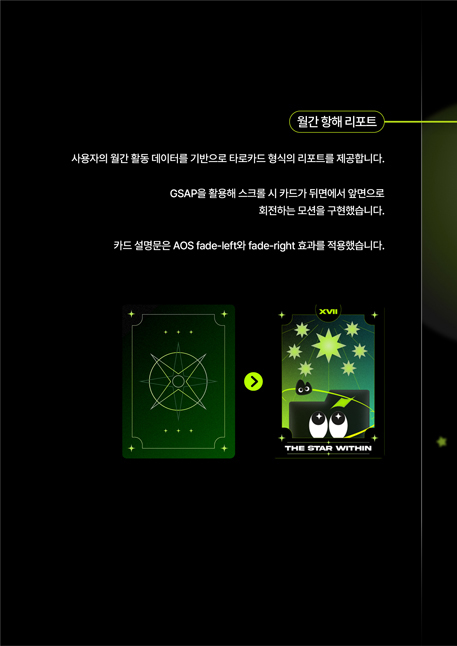 월간 항해 리포트
사용자의 월간 활동 데이터를 기반으로 타로카드 형식의 리포트를 제공합니다.
GSAP을 활용해 스크롤 시 카드가 뒷면에서 앞면으로
회전하는 모션을 구현했습니다.
카드 설명문은 AOS fade-left와 fade-right 효과를 적용했습니다.
XVII
THE STAR WITHIN